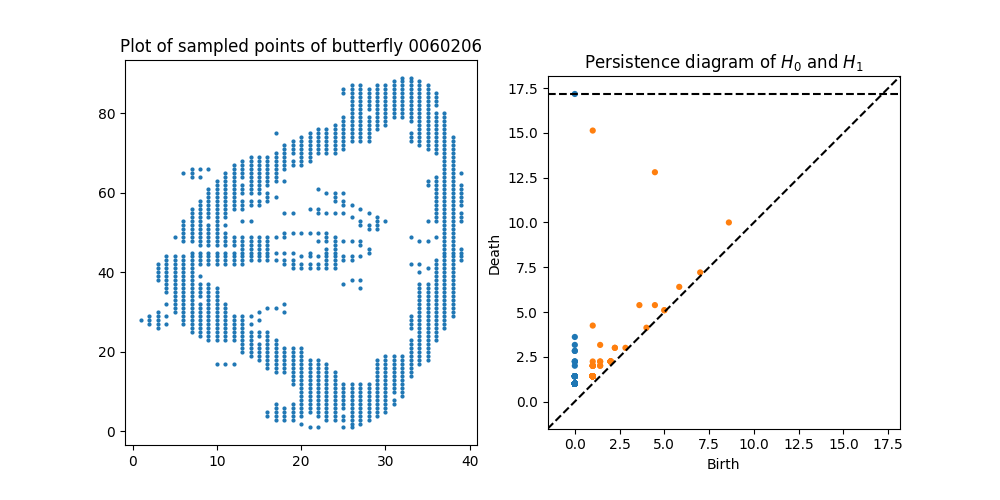 Plot of sampled points of butterfly 0060206
80
60
40
20
0
0 10 20 30 40
Persistence diagram of H0 and H1
Death
17.5
15.0
12.5
10.0
7.5
5.0
2.5
0.0
0.0 2.5 5.0 7.5 10.0 12.5 15.0 17.5
Birth